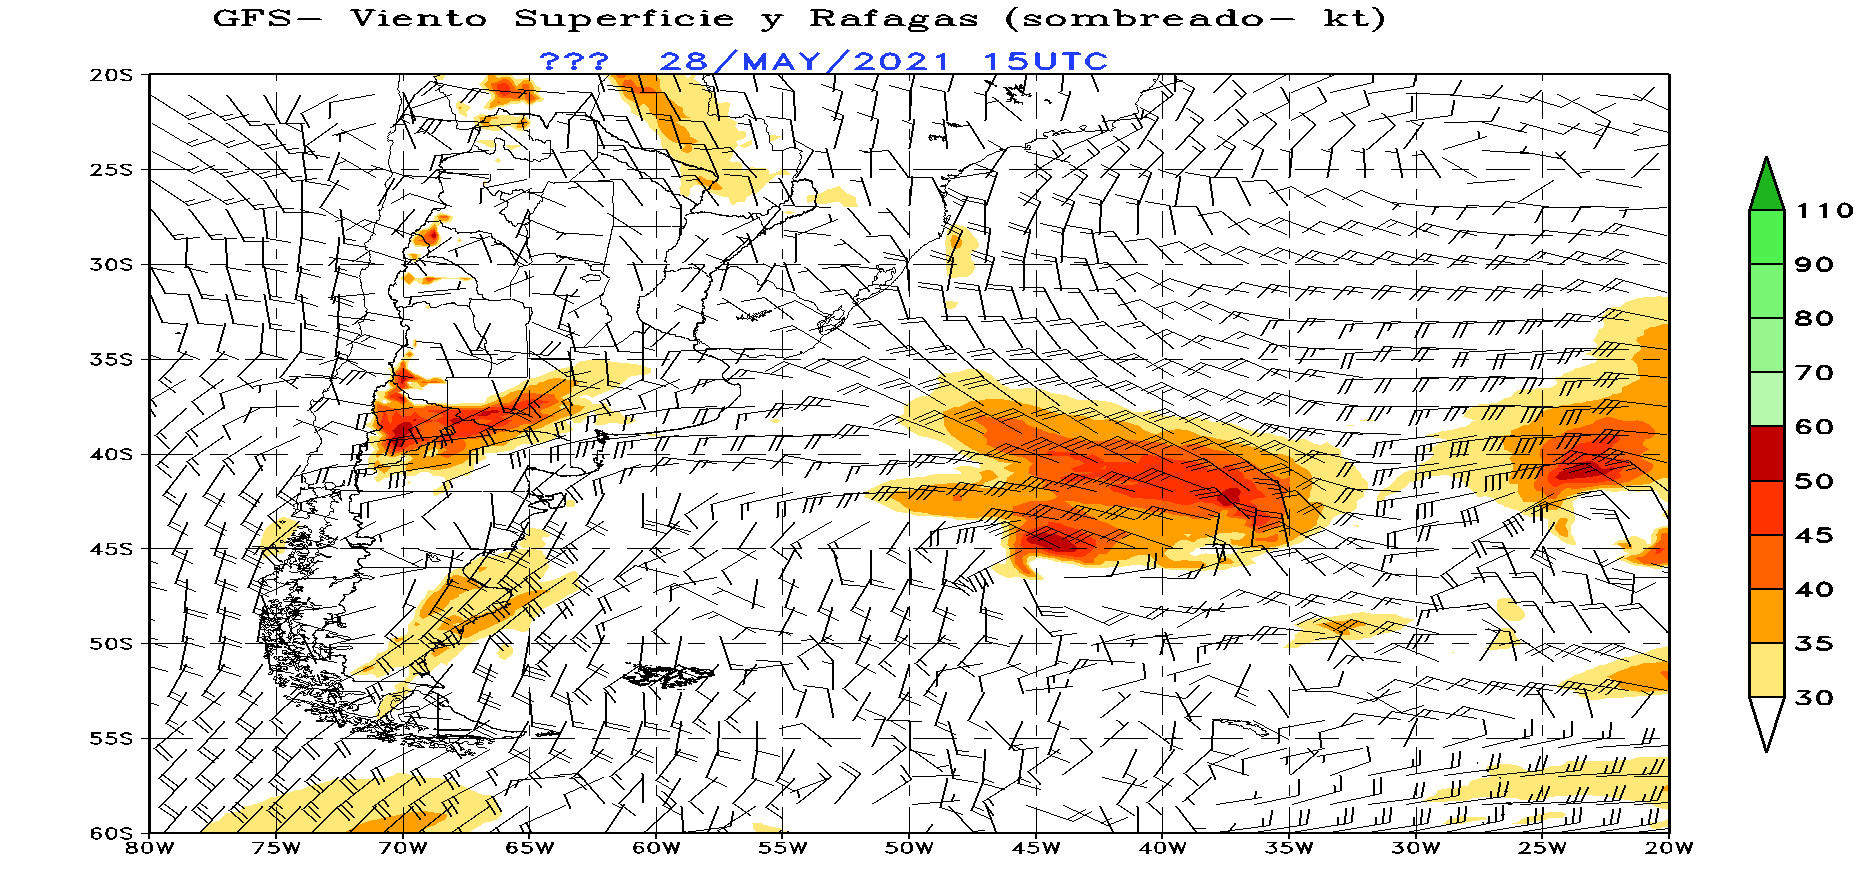 GFS- Viento Superficie y Rafagas (sombreado- kt)
??? 28/MAY/2021 15UTC
20S
25S
30S
35S
40S
45S
50S
55S
60S
80W 75W 70W 65W 60W 55W 50W 45W 40W 35W 30W 25W 20W
110
90
80
70
60
50
45
40
35
30